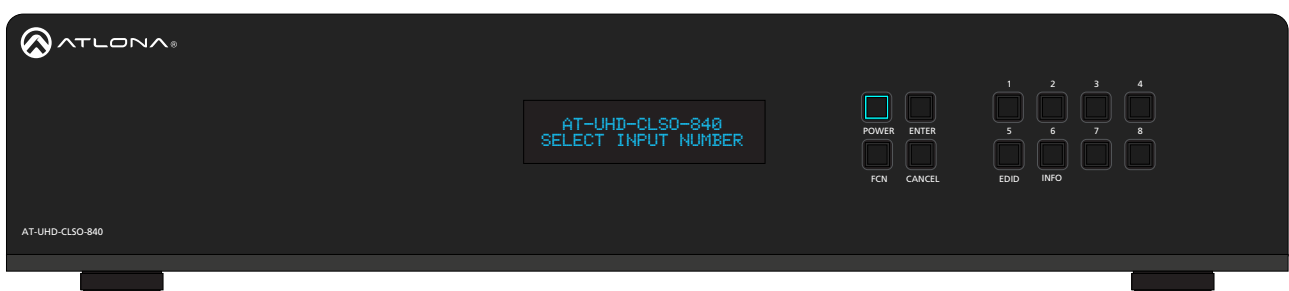 ATLONA®
AT-UHD-CLSO-840
SELECT INPUT NUMBER
1 2 3 4
POWER ENTER 5 6 7 8
FCN CANCEL EDID INFO
AT-UHD-CLSO-840